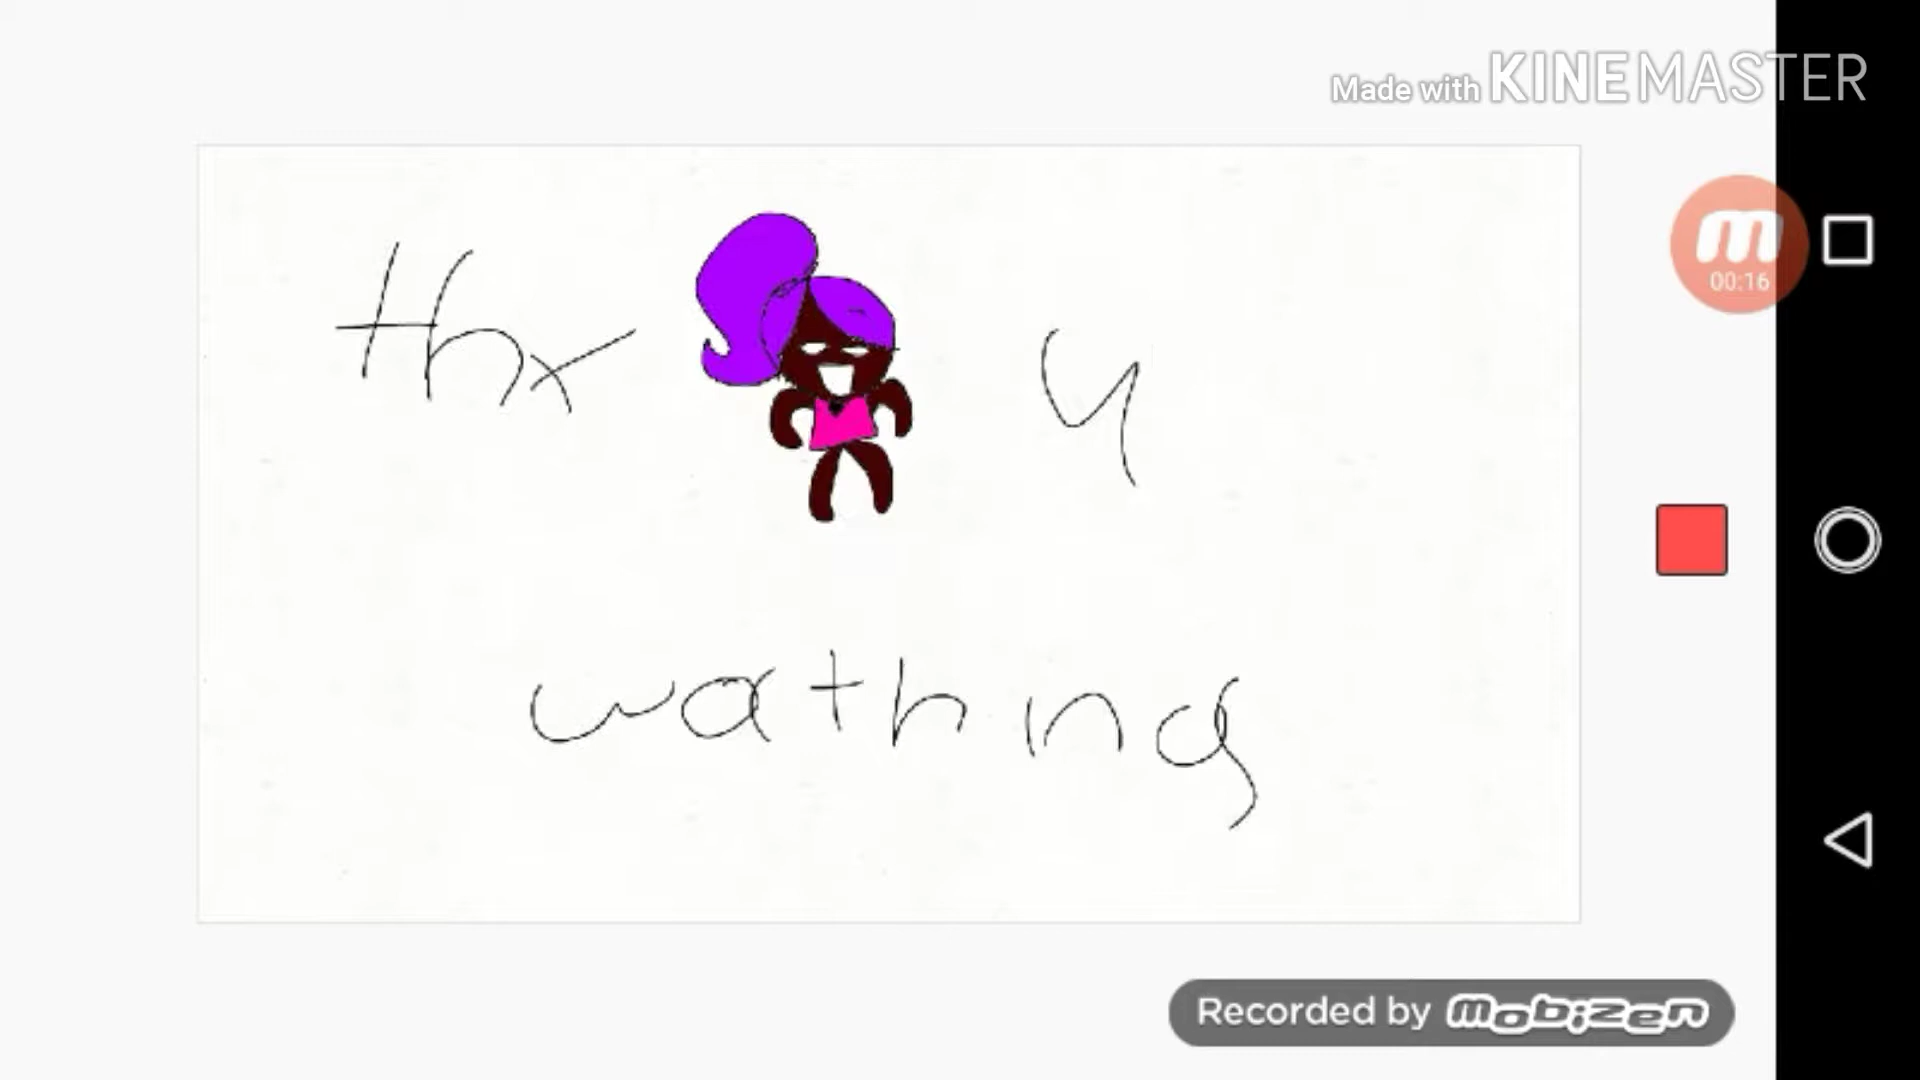 Made with KINEMASTER
m
00:16
thx u
wathing
Recorded by mobizen